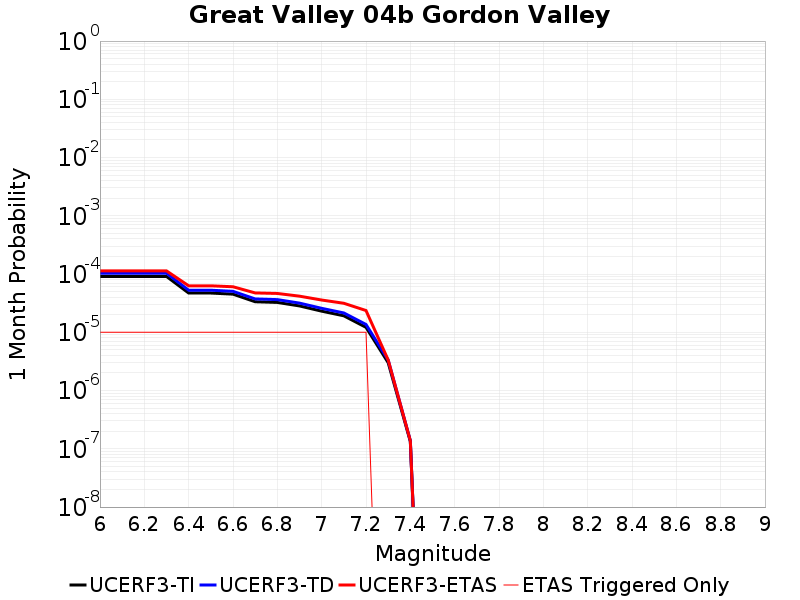 Great Valley 04b Gordon Valley
10^0
10^-1
10^-2
10^-3
10^-4
10^-5
10^-6
10^-7
10^-8
1 Month Probability
6 6.2 6.4 6.6 6.8 7 7.2 7.4 7.6 7.8 8 8.2 8.4 8.6 8.8 9
Magnitude
UCERF3-TI UCERF3-TD UCERF3-ETAS ETAS Triggered Only